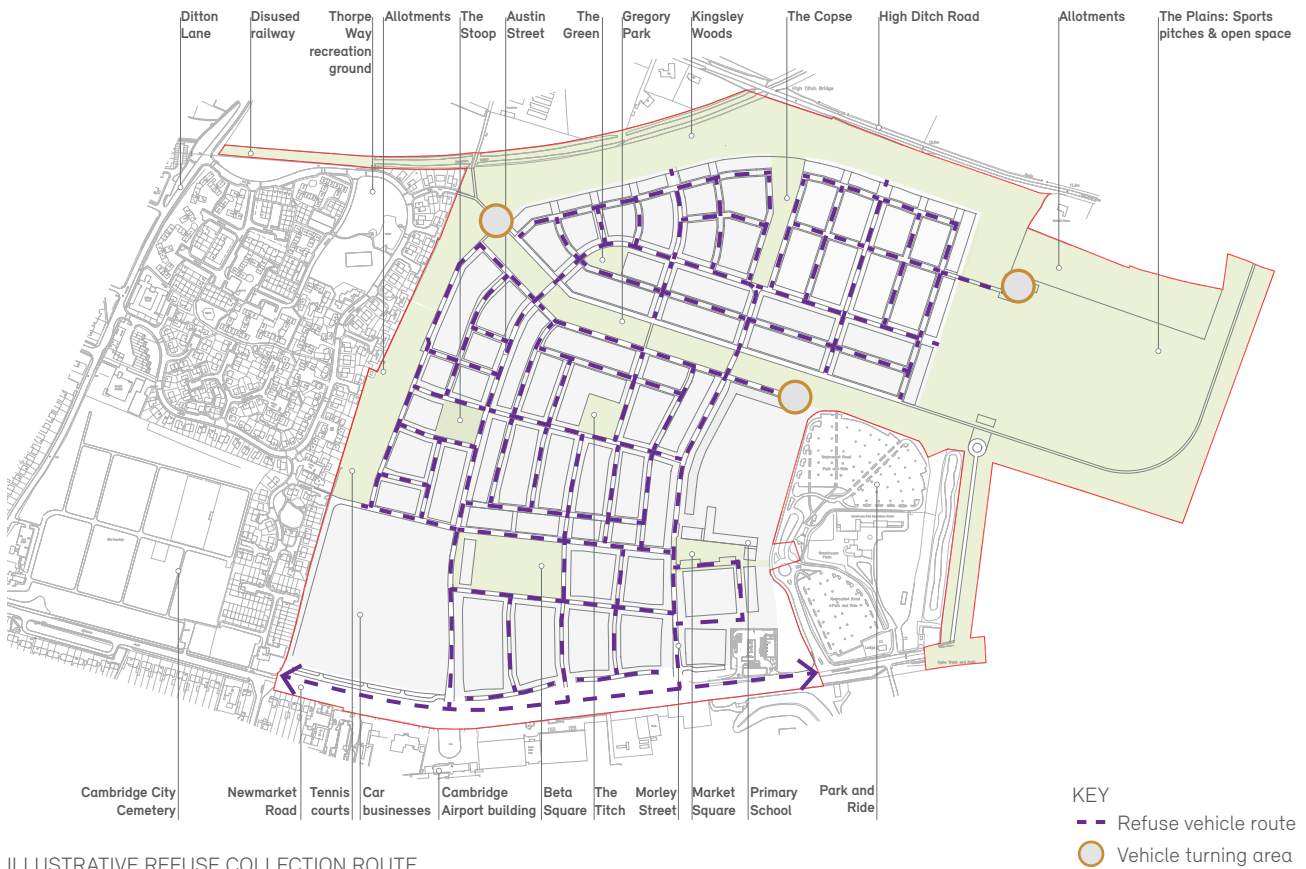 Ditton
Lane
Disused
railway
Thorpe
Way
recreation
ground
Allotments
The
Stoop
Austin
Street
The
Green
Gregory
Park
Kingsley
Woods
The Copse
High Ditch Road
Allotments
The Plains: Sports
pitches & open space
High Ditch Bridge
Cambridge City
Cemetery
Newmarket
Road
Tennis
courts
Car
businesses
Cambridge
Airport building
Beta
Square
The
Titch
Morley
Street
Market
Square
Primary
School
Park and
Ride
KEY
Refuse vehicle route
Vehicle turning area
ILLUSTRATIVE REFUSE COLLECTION ROUTE